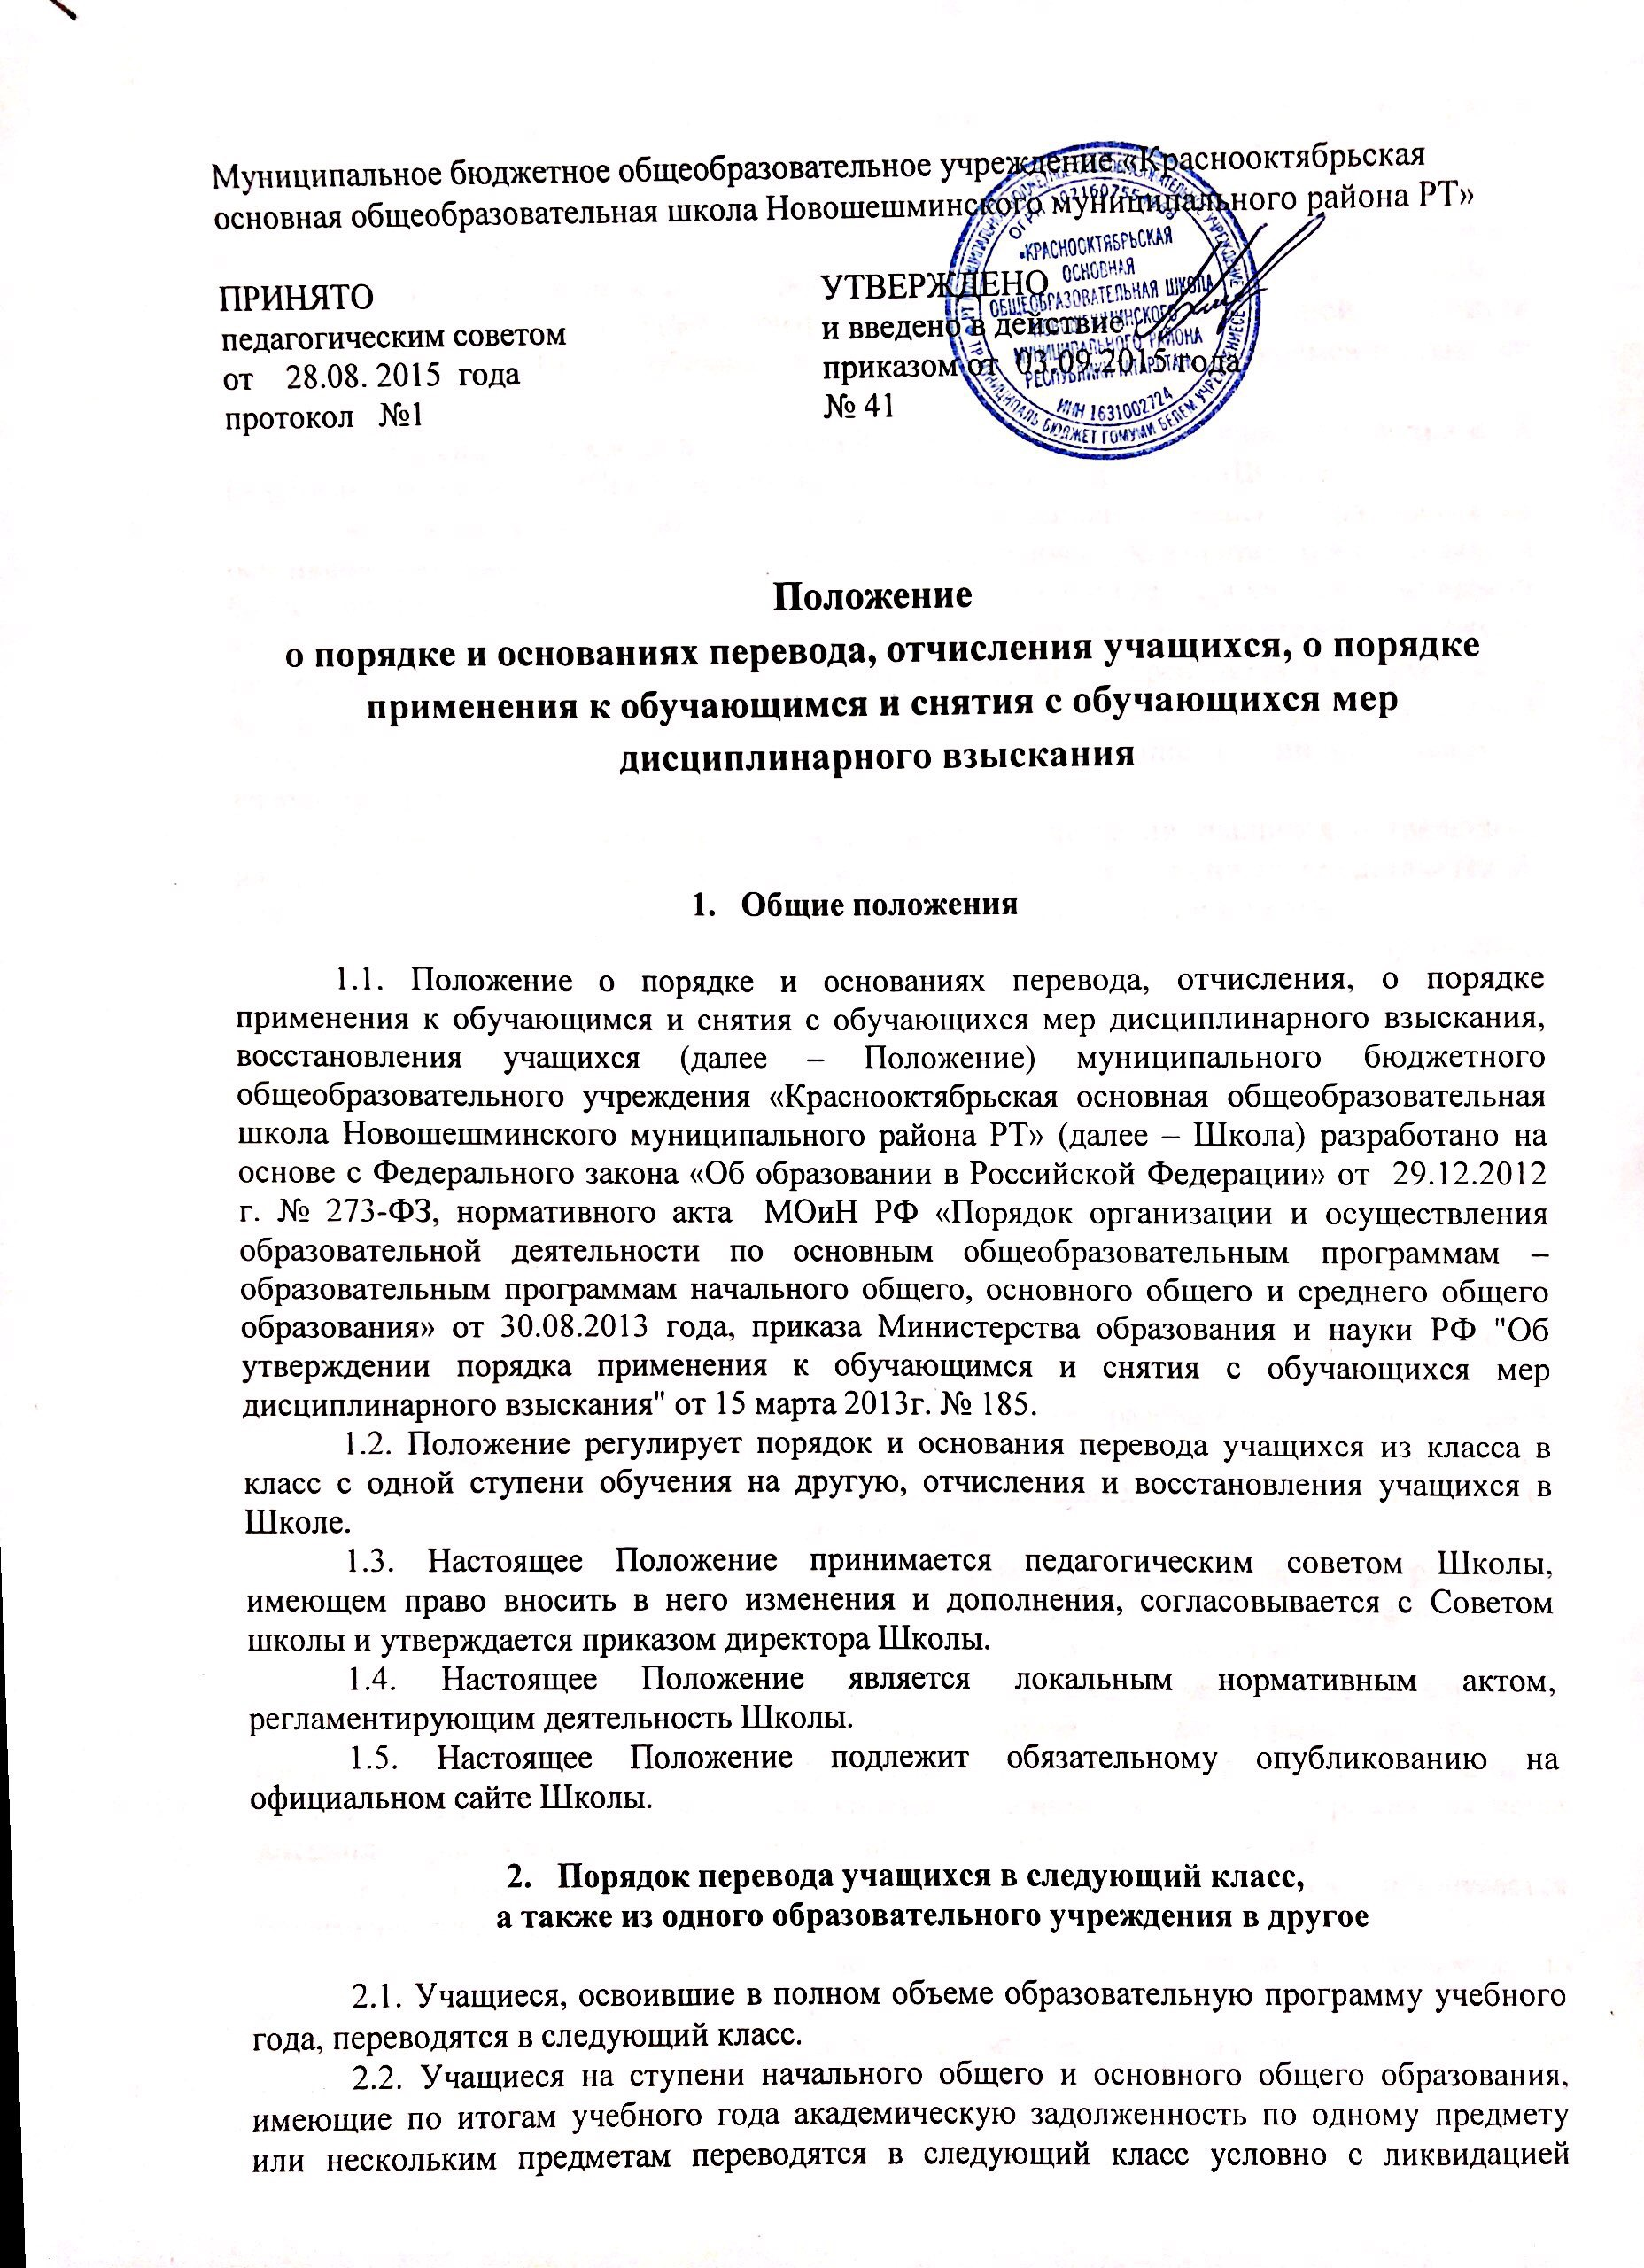 Муниципальное бюджетное общеобразовательное учреждение «Краснооктябрьская
основная общеобразовательная школа Новошешминского муниципального района РТ»
ПРИНЯТО
педагогическим советом
от 28.08. 2015 года
протокол №1
УТВЕРЖДЕНО
и введено в действие
приказом от 03.09.2015 года
№ 41
«КРАСНООКТЯБРЬСКАЯ
ОСНОВНАЯ
ОБЩЕОБРАЗОВАТЕЛЬНАЯ ШКОЛА
МУНИЦИПАЛЬНОГО РАЙОНА
ИНН 1631002724
Положение
о порядке и основаниях перевода, отчисления учащихся, о порядке
применения к обучающимся и снятия с обучающихся мер
дисциплинарного взыскания
1. Общие положения
1.1. Положение о порядке и основаниях перевода, отчисления, о порядке
применения к обучающимся и снятия с обучающихся мер дисциплинарного взыскания,
восстановления учащихся (далее – Положение) муниципального бюджетного
общеобразовательного учреждения «Краснооктябрьская основная общеобразовательная
школа Новошешминского муниципального района РТ» (далее – Школа) разработано на
основе с Федерального закона «Об образовании в Российской Федерации» от 29.12.2012
г. № 273-ФЗ, нормативного акта МОиН РФ «Порядок организации и осуществления
образовательной деятельности по основным общеобразовательным программам –
образовательным программам начального общего, основного общего и среднего общего
образования» от 30.08.2013 года, приказа Министерства образования и науки РФ "Об
утверждении порядка применения к обучающимся и снятия с обучающихся мер
дисциплинарного взыскания" от 15 марта 2013г. № 185.
1.2. Положение регулирует порядок и основания перевода учащихся из класса в
класс с одной ступени обучения на другую, отчисления и восстановления учащихся в
Школе.
1.3. Настоящее Положение принимается педагогическим советом Школы,
имеющем право вносить в него изменения и дополнения, согласовывается с Советом
школы и утверждается приказом директора Школы.
1.4. Настоящее Положение является локальным нормативным актом,
регламентирующим деятельность Школы.
1.5. Настоящее Положение подлежит обязательному опубликованию на
официальном сайте Школы.
2. Порядок перевода учащихся в следующий класс,
а также из одного образовательного учреждения в другое
2.1. Учащиеся, освоившие в полном объеме образовательную программу учебного
года, переводятся в следующий класс.
2.2. Учащиеся на ступени начального общего и основного общего образования,
имеющие по итогам учебного года академическую задолженность по одному предмету
или нескольким предметам переводятся в следующий класс условно с ликвидацией